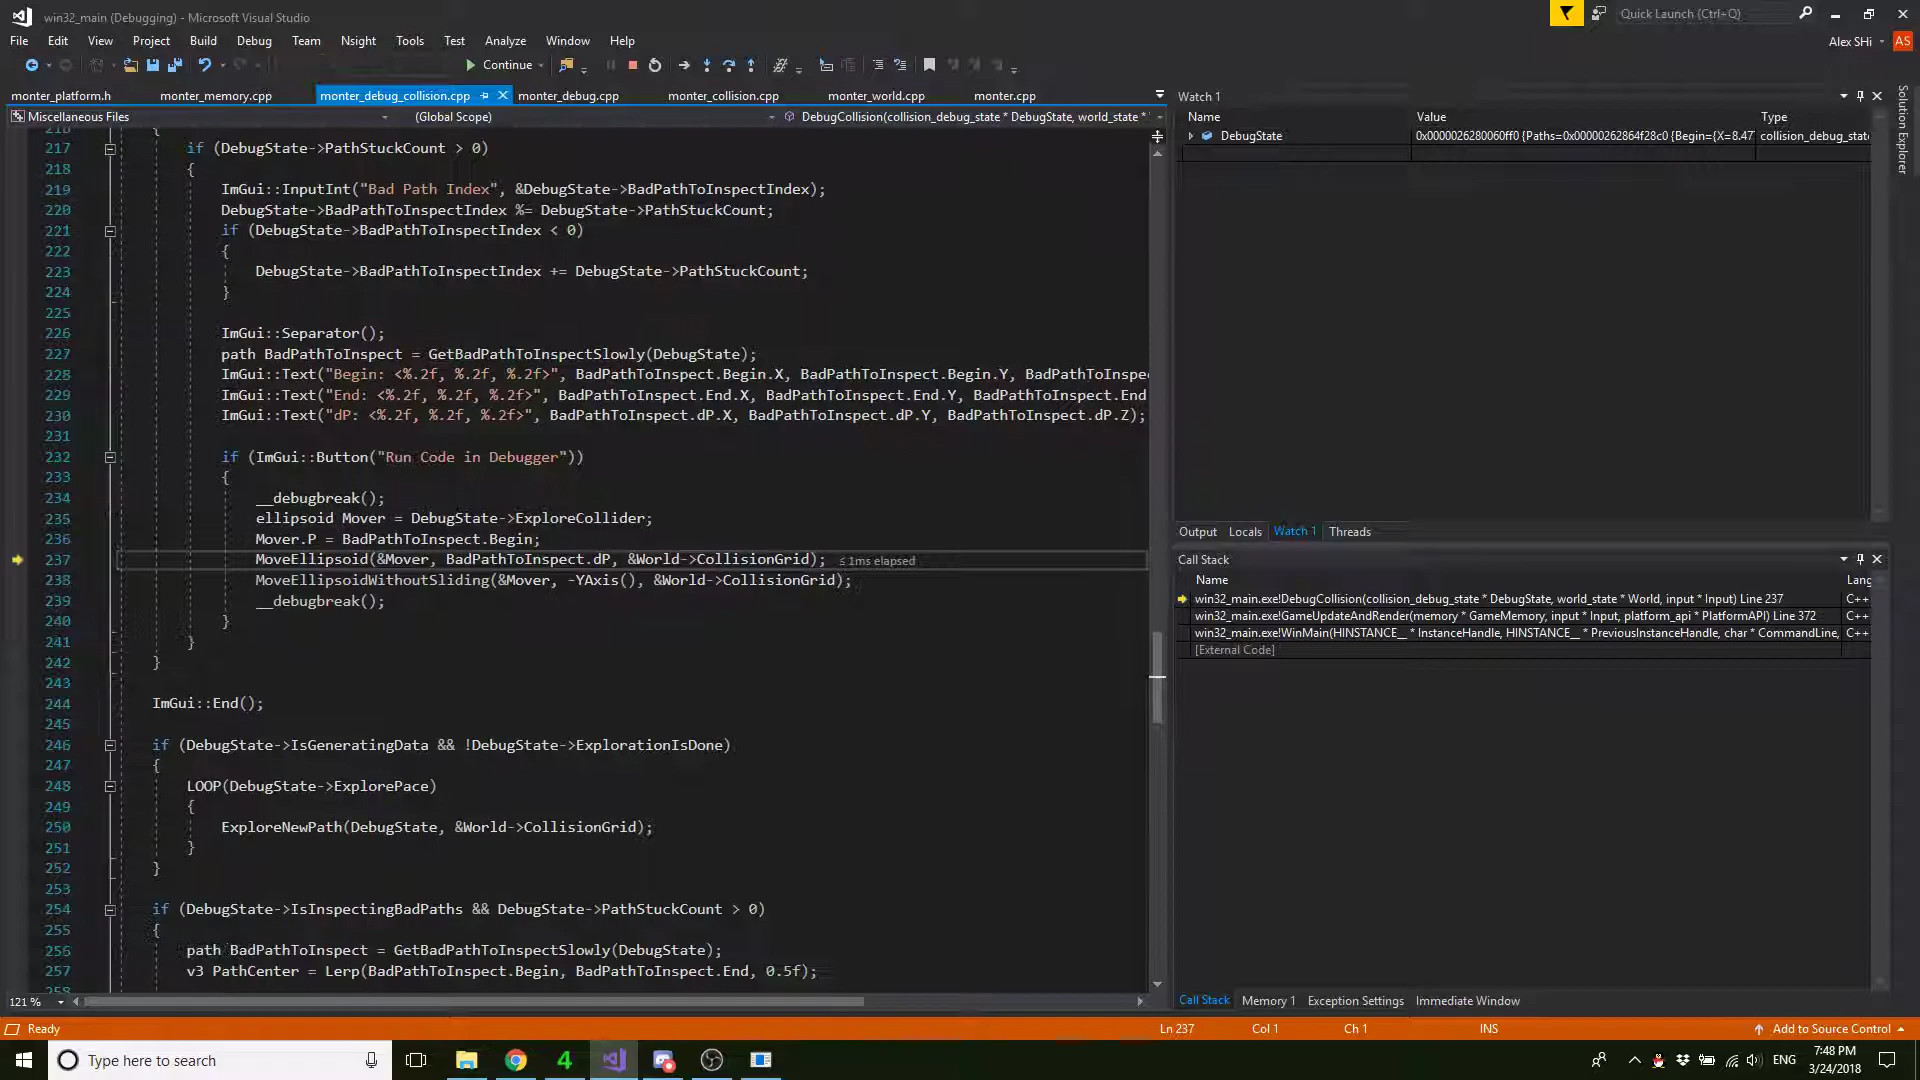 win32_main (Debugging) - Microsoft Visual Studio
Quick Launch (Ctrl+Q)
File Edit View Project Build Debug Team Nsight Tools Test Analyze Window Help
Alex SHi AS
Continue
monter_platform.h monter_memory.cpp monter_debug_collision.cpp monter_debug.cpp monter_collision.cpp monter_world.cpp monter.cpp
Miscellaneous Files (Global Scope) DebugCollision(collision_debug_state * DebugState, world_state *
216 {
217 if (DebugState->PathStuckCount > 0)
218 {
219 ImGui::InputInt("Bad Path Index", &DebugState->BadPathToInspectIndex);
220 DebugState->BadPathToInspectIndex %= DebugState->PathStuckCount;
221 if (DebugState->BadPathToInspectIndex < 0)
222 {
223 DebugState->BadPathToInspectIndex += DebugState->PathStuckCount;
224 }
225
226 ImGui::Separator();
227 path BadPathToInspect = GetBadPathToInspectSlowly(DebugState);
228 ImGui::Text("Begin: <%.2f, %.2f, %.2f>", BadPathToInspect.Begin.X, BadPathToInspect.Begin.Y, BadPathToInspe
229 ImGui::Text("End: <%.2f, %.2f, %.2f>", BadPathToInspect.End.X, BadPathToInspect.End.Y, BadPathToInspect.End
230 ImGui::Text("dP: <%.2f, %.2f, %.2f>", BadPathToInspect.dP.X, BadPathToInspect.dP.Y, BadPathToInspect.dP.Z);
231
232 if (ImGui::Button("Run Code in Debugger"))
233 {
234 __debugbreak();
235 ellipsoid Mover = DebugState->ExploreCollider;
236 Mover.P = BadPathToInspect.Begin;
237 MoveEllipsoid(&Mover, BadPathToInspect.dP, &World->CollisionGrid); ≤ 1ms elapsed
238 MoveEllipsoidWithoutSliding(&Mover, -YAxis(), &World->CollisionGrid);
239 __debugbreak();
240 }
241 }
242 }
243
244 ImGui::End();
245
246 if (DebugState->IsGeneratingData && !DebugState->ExplorationIsDone)
247 {
248 LOOP(DebugState->ExplorePace)
249 {
250 ExploreNewPath(DebugState, &World->CollisionGrid);
251 }
252 }
253
254 if (DebugState->IsInspectingBadPaths && DebugState->PathStuckCount > 0)
255 {
256 path BadPathToInspect = GetBadPathToInspectSlowly(DebugState);
257 v3 PathCenter = Lerp(BadPathToInspect.Begin, BadPathToInspect.End, 0.5f);
258
121 %
Watch 1
Name Value Type
DebugState 0x0000026280060ff0 {Paths=0x00000262864f28c0 {Begin={X=8.47 collision_debug_state
Output Locals Watch 1 Threads
Call Stack
Name Lang
win32_main.exe!DebugCollision(collision_debug_state * DebugState, world_state * World, input * Input) Line 237 C++
win32_main.exe!GameUpdateAndRender(memory * GameMemory, input * Input, platform_api * PlatformAPI) Line 372 C++
win32_main.exe!WinMain(HINSTANCE__ * InstanceHandle, HINSTANCE__ * PreviousInstanceHandle, char * CommandLine, C++
[External Code]
Call Stack Memory 1 Exception Settings Immediate Window
Solution Explorer
Ready Ln 237 Col 1 Ch 1 INS Add to Source Control
Type here to search
4
ENG
7:48 PM
3/24/2018